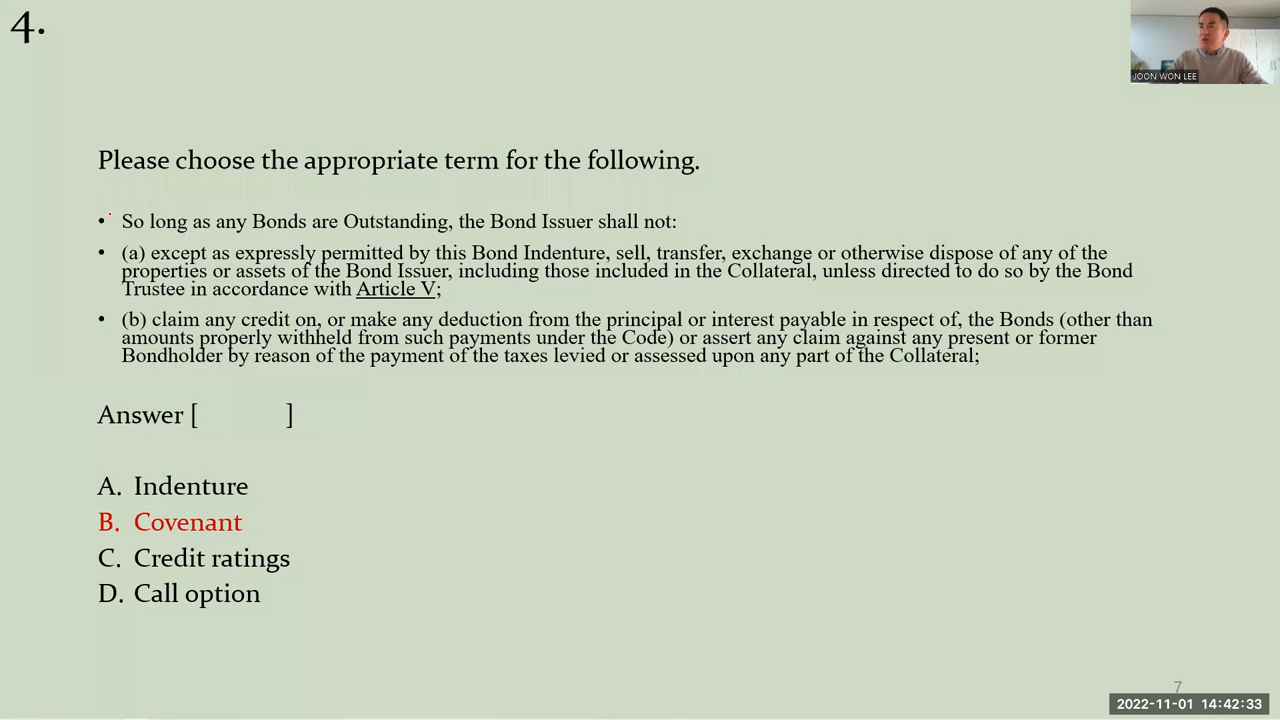 4.
JOON WON LEE
Please choose the appropriate term for the following.
• So long as any Bonds are Outstanding, the Bond Issuer shall not:
• (a) except as expressly permitted by this Bond Indenture, sell, transfer, exchange or otherwise dispose of any of the
properties or assets of the Bond Issuer, including those included in the Collateral, unless directed to do so by the Bond
Trustee in accordance with Article V;
• (b) claim any credit on, or make any deduction from the principal or interest payable in respect of, the Bonds (other than
amounts properly withheld from such payments under the Code) or assert any claim against any present or former
Bondholder by reason of the payment of the taxes levied or assessed upon any part of the Collateral;
Answer [ ]
A. Indenture
B. Covenant
C. Credit ratings
D. Call option
7
2022-11-01 14:42:33